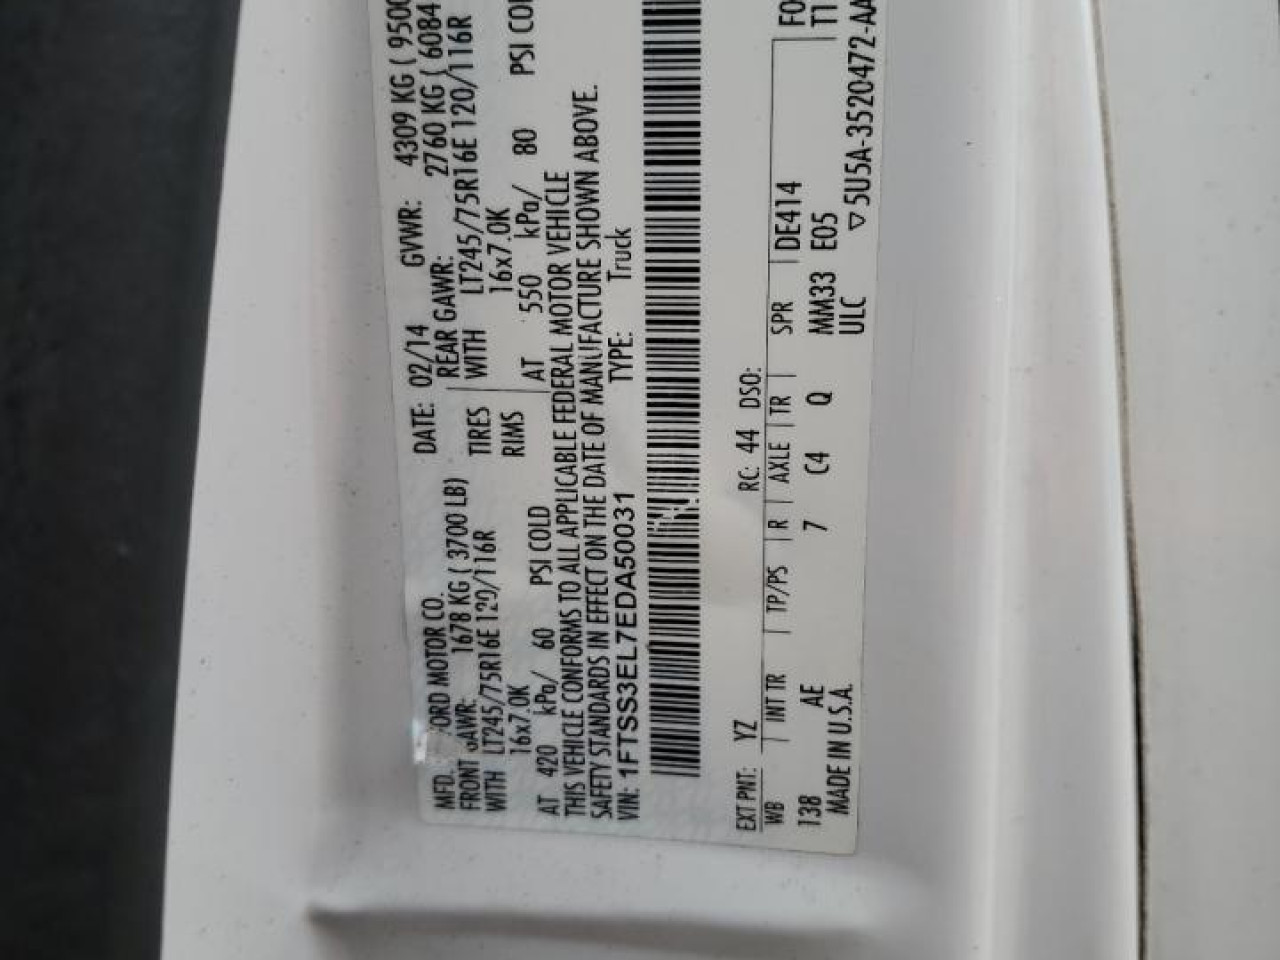 MFD. ORD MOTOR CO. DATE: 02/14 GVWR: 4309 KG ( 9500
FRONT GAWR: 1678 KG ( 3700 LB) REAR GAWR: 2760 KG ( 6084
WITH LT245/75R16E 120/116R TIRES WITH LT245/75R16E 120/116R
16x7.0K RIMS 16x7.0K
AT 420 kPa/ 60 PSI COLD AT 550 kPa/ 80 PSI COL
THIS VEHICLE CONFORMS TO ALL APPLICABLE FEDERAL MOTOR VEHICLE
SAFETY STANDARDS IN EFFECT ON THE DATE OF MANUFACTURE SHOWN ABOVE.
VIN: 1FTSS3EL7EDA50031 TYPE: Truck
EXT PNT: YZ RC: 44 DSO:
WB INT TR TP/PS R AXLE TR SPR DE414 F0
138 AE 7 C4 Q MM33 E05 T1
MADE IN U.S.A. ULC ▽5U5A-3520472-AA